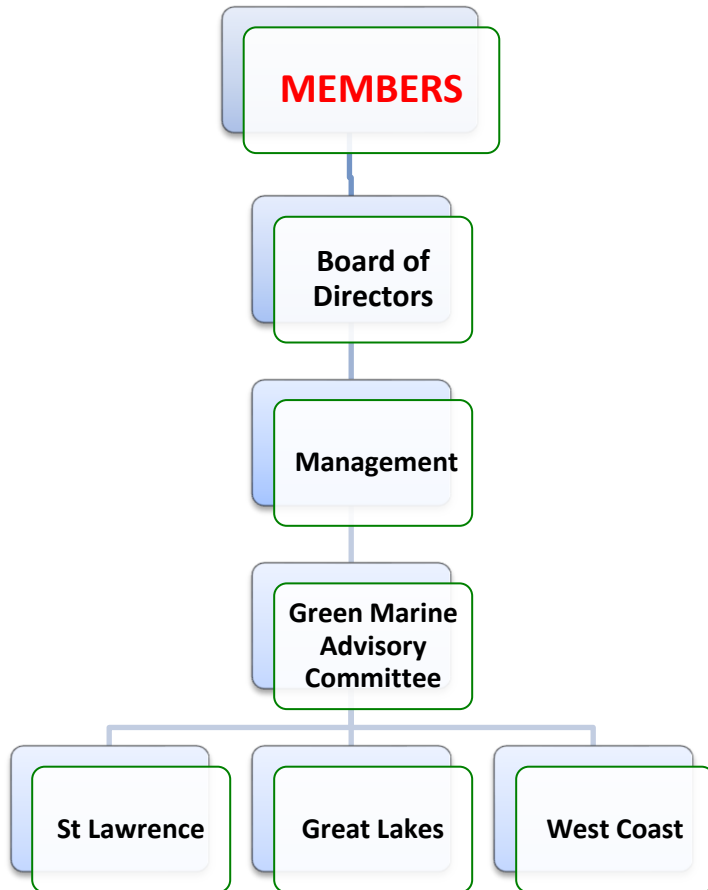 MEMBERS
Board of
Directors
Management
Green Marine
Advisory
Committee
St Lawrence
Great Lakes
West Coast